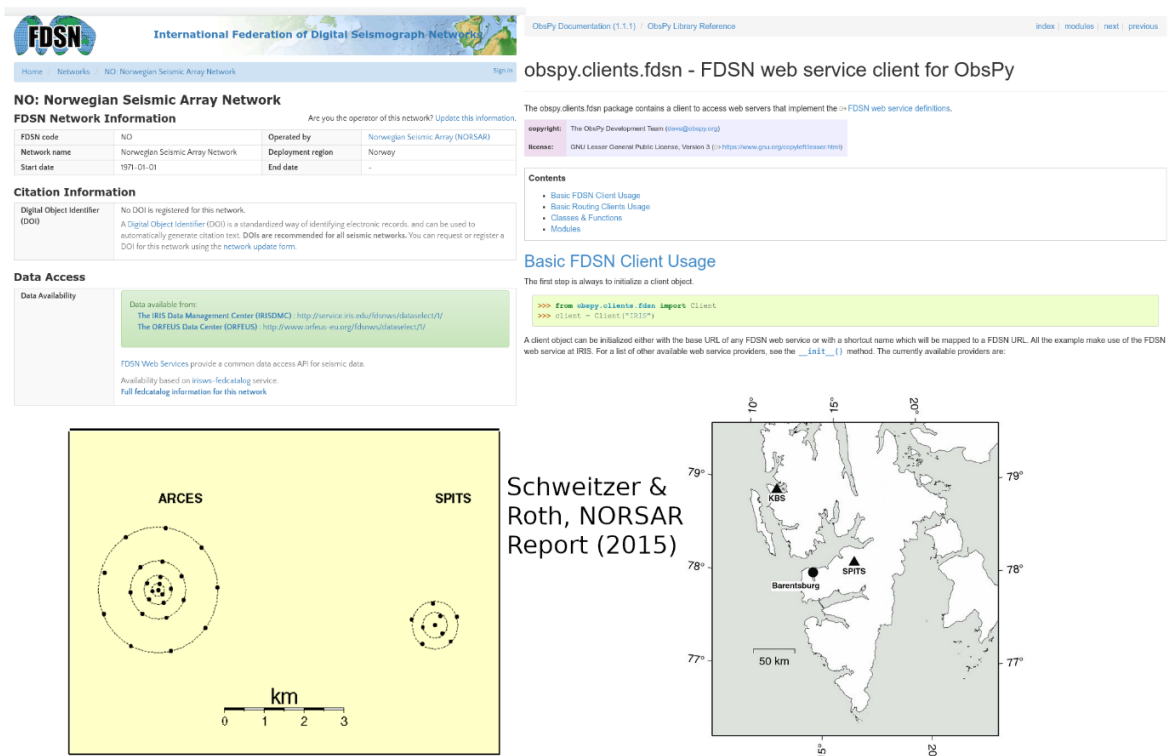 FDSN
International Federation of Digital Seismograph Networks
Home / Networks / NO: Norwegian Seismic Array Network
Sign in
NO: Norwegian Seismic Array Network
FDSN Network Information
Are you the operator of this network? Update this information.
FDSN code NO Operated by Norwegian Seismic Array (NORSAR)
Network name Norwegian Seismic Array Network Deployment region Norway
Start date 1971-01-01 End date -
Citation Information
Digital Object Identifier (DOI)
No DOI is registered for this network.
A Digital Object Identifier (DOI) is a standardized way of identifying electronic records, and can be used to
automatically generate citation text. DOIs are recommended for all seismic networks. You can request or register a
DOI for this network using the network update form.
Data Access
Data Availability
Data available from:
The IRIS Data Management Center (IRISDMC) : http://service.iris.edu/fdsnws/dataselect/1/
The ORFEUS Data Center (ORFEUS) : http://www.orfeus-eu.org/fdsnws/dataselect/1/
FDSN Web Services provide a common data access API for seismic data.
Availability based on irisws-fedcatalog service.
Full fedcatalog information for this network
ObsPy Documentation (1.1.1) / ObsPy Library Reference
index | modules | next | previous
obspy.clients.fdsn - FDSN web service client for ObsPy
The obspy.clients.fdsn package contains a client to access web servers that implement the FDSN web service definitions.
copyright: The ObsPy Development Team (devs@obspy.org)
license: GNU Lesser General Public License, Version 3 (https://www.gnu.org/copyleft/lesser.html)
Contents
• Basic FDSN Client Usage
• Basic Routing Clients Usage
• Classes & Functions
• Modules
Basic FDSN Client Usage
The first step is always to initialize a client object.
>>> from obspy.clients.fdsn import Client
>>> client = Client("IRIS")
A client object can be initialized either with the base URL of any FDSN web service or with a shortcut name which will be mapped to a FDSN URL. All the example make use of the FDSN
web service at IRIS. For a list of other available web service providers, see the __init__() method. The currently available providers are:
ARCES
SPITS
km
0 1 2 3
Schweitzer &
Roth, NORSAR
Report (2015)
10° 15° 20°
79° 79°
KBS
78° 78°
SPITS
Barentsburg
77° 77°
50 km
5° 20